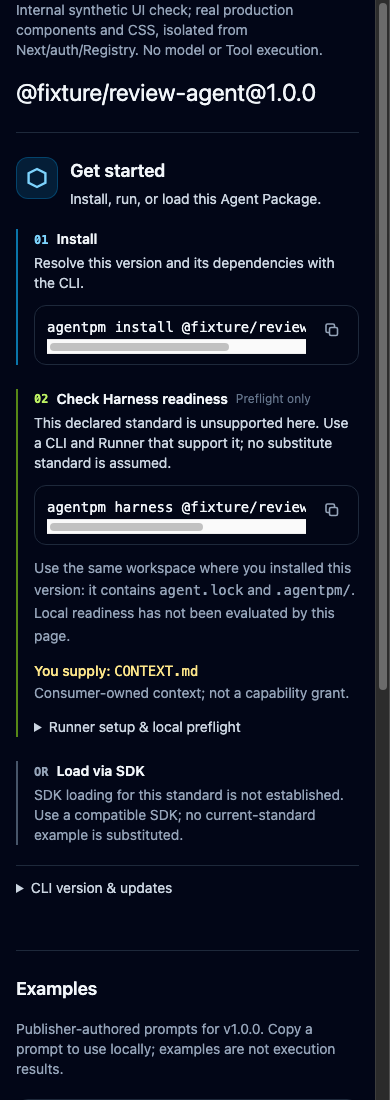 Internal synthetic UI check; real production
components and CSS, isolated from
Next/auth/Registry. No model or Tool execution.
@fixture/review-agent@1.0.0
Get started
Install, run, or load this Agent Package.
01 Install
Resolve this version and its dependencies with
the CLI.
agentpm install @fixture/review
02 Check Harness readiness Preflight only
This declared standard is unsupported here. Use
a CLI and Runner that support it; no substitute
standard is assumed.
agentpm harness @fixture/review
Use the same workspace where you installed this
version: it contains agent.lock and .agentpm/.
Local readiness has not been evaluated by this
page.
You supply: CONTEXT.md
Consumer-owned context; not a capability grant.
Runner setup & local preflight
OR Load via SDK
SDK loading for this standard is not established.
Use a compatible SDK; no current-standard
example is substituted.
CLI version & updates
Examples
Publisher-authored prompts for v1.0.0. Copy a
prompt to use locally; examples are not execution
results.